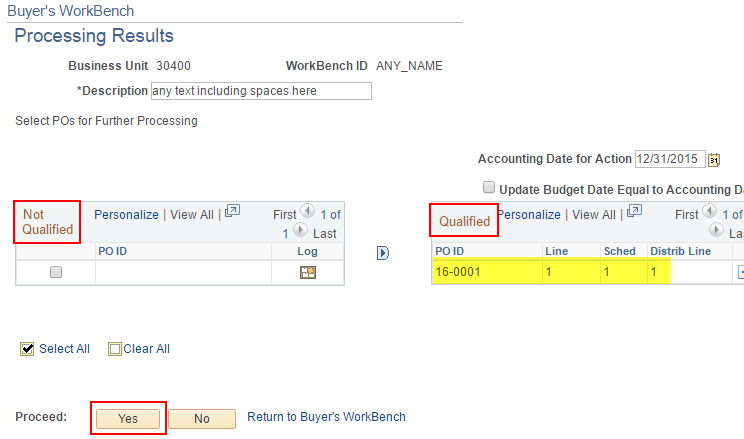 Buyer's WorkBench
Processing Results
Business Unit 30400 WorkBench ID ANY_NAME
*Description any text including spaces here
Select POs for Further Processing
Accounting Date for Action 12/31/2015
Update Budget Date Equal to Accounting Da
Not Qualified Personalize | View All | First 1 of 1 Last
PO ID Log
Qualified Personalize | View All | First 1 Las
PO ID Line Sched Distrib Line
16-0001 1 1 1
Select All Clear All
Proceed: Yes No Return to Buyer's WorkBench